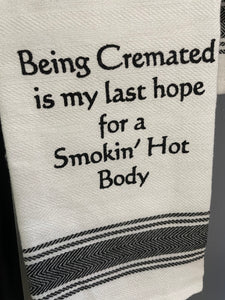 Being Cremated
is my last hope
for a
Smokin' Hot
Body